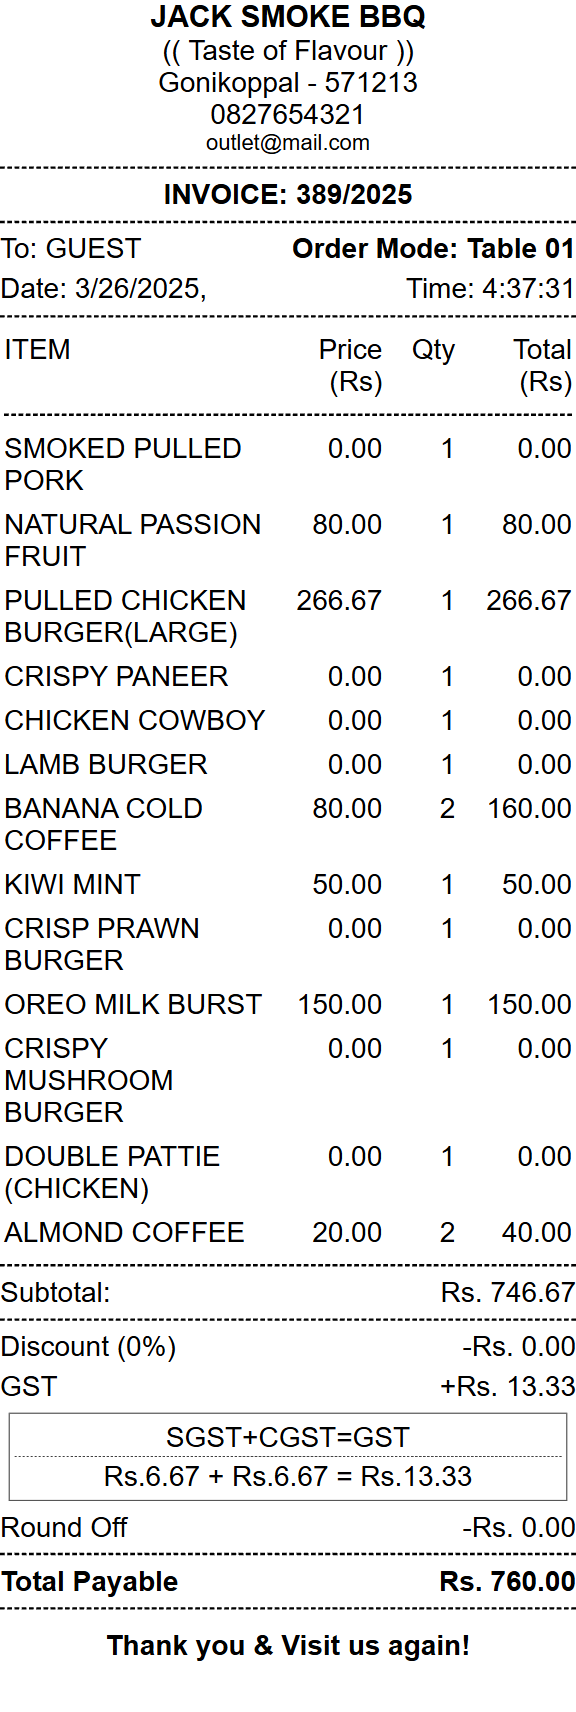 JACK SMOKE BBQ
(( Taste of Flavour ))
Gonikoppal - 571213
0827654321
outlet@mail.com
INVOICE: 389/2025
To: GUEST Order Mode: Table 01
Date: 3/26/2025, Time: 4:37:31
ITEM Price Qty Total
(Rs) (Rs)
SMOKED PULLED 0.00 1 0.00
PORK
NATURAL PASSION 80.00 1 80.00
FRUIT
PULLED CHICKEN 266.67 1 266.67
BURGER(LARGE)
CRISPY PANEER 0.00 1 0.00
CHICKEN COWBOY 0.00 1 0.00
LAMB BURGER 0.00 1 0.00
BANANA COLD 80.00 2 160.00
COFFEE
KIWI MINT 50.00 1 50.00
CRISP PRAWN 0.00 1 0.00
BURGER
OREO MILK BURST 150.00 1 150.00
CRISPY 0.00 1 0.00
MUSHROOM
BURGER
DOUBLE PATTIE 0.00 1 0.00
(CHICKEN)
ALMOND COFFEE 20.00 2 40.00
Subtotal: Rs. 746.67
Discount (0%) -Rs. 0.00
GST +Rs. 13.33
SGST+CGST=GST
Rs.6.67 + Rs.6.67 = Rs.13.33
Round Off -Rs. 0.00
Total Payable Rs. 760.00
Thank you & Visit us again!